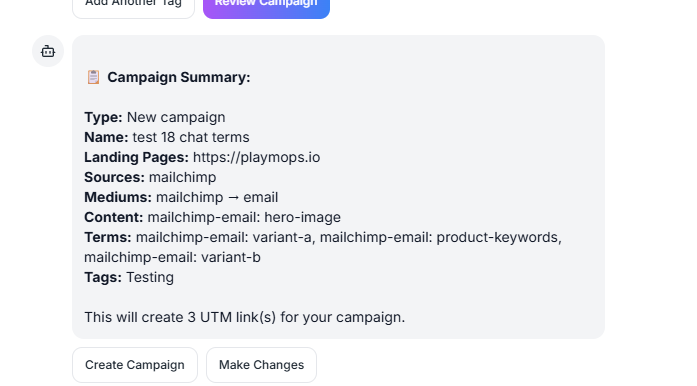 Add Another Tag
Review Campaign
📋 Campaign Summary:
Type: New campaign
Name: test 18 chat terms
Landing Pages: https://playmops.io
Sources: mailchimp
Mediums: mailchimp → email
Content: mailchimp-email: hero-image
Terms: mailchimp-email: variant-a, mailchimp-email: product-keywords,
mailchimp-email: variant-b
Tags: Testing
This will create 3 UTM link(s) for your campaign.
Create Campaign
Make Changes